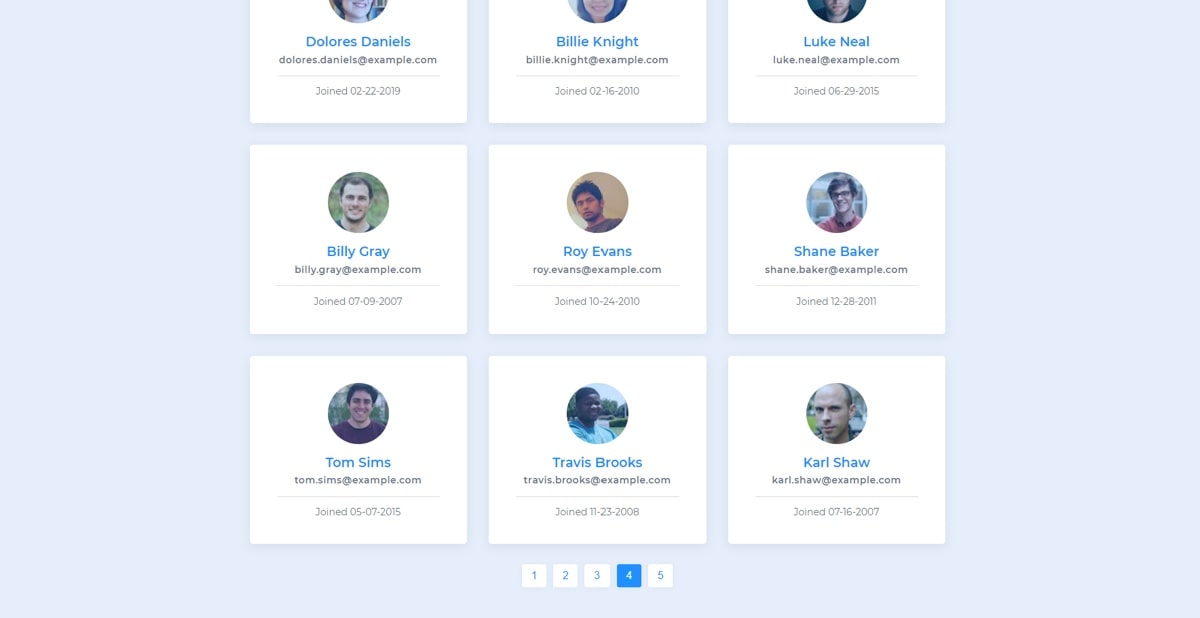 Dolores Daniels
dolores.daniels@example.com
Joined 02-22-2019
Billie Knight
billie.knight@example.com
Joined 02-16-2010
Luke Neal
luke.neal@example.com
Joined 06-29-2015
Billy Gray
billy.gray@example.com
Joined 07-09-2007
Roy Evans
roy.evans@example.com
Joined 10-24-2010
Shane Baker
shane.baker@example.com
Joined 12-28-2011
Tom Sims
tom.sims@example.com
Joined 05-07-2015
Travis Brooks
travis.brooks@example.com
Joined 11-23-2008
Karl Shaw
karl.shaw@example.com
Joined 07-16-2007
1 2 3 4 5